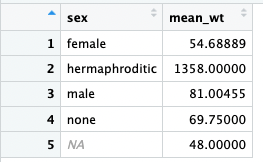 sex mean_wt
1 female 54.68889
2 hermaphroditic 1358.00000
3 male 81.00455
4 none 69.75000
5 NA 48.00000